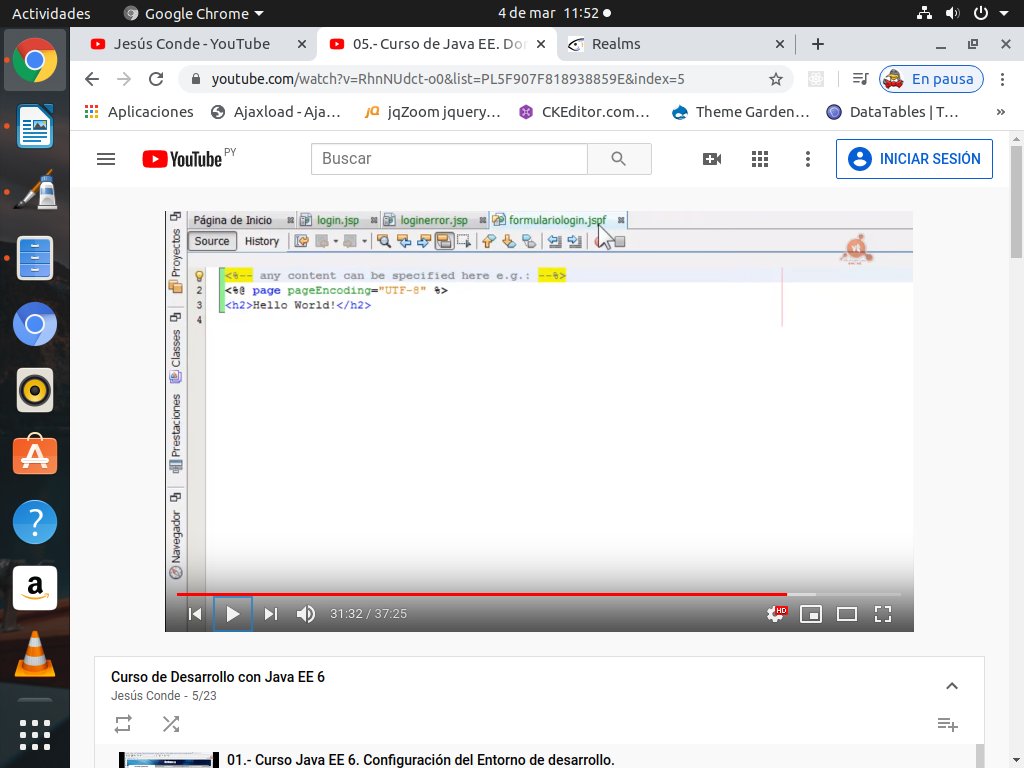 Actividades
Google Chrome
4 de mar 11:52
Jesús Conde - YouTube
05.- Curso de Java EE. Dor
Realms
youtube.com/watch?v=RhnNUdct-o0&list=PL5F907F818938859E&index=5
En pausa
Aplicaciones
Ajaxload - Aja…
jQ
jqZoom jquery…
CKEditor.com…
Theme Garden…
DataTables | T…
»
YouTube PY
Buscar
INICIAR SESIÓN
Página de Inicio
login.jsp
loginerror.jsp
formulariologin.jspf
Source
History
Proyectos
Classes
Prestaciones
Navegador
<%-- any content can be specified here e.g.: --%>
2 <%@ page pageEncoding="UTF-8" %>
3 <h2>Hello World!</h2>
4
31:32 / 37:25
HD
Curso de Desarrollo con Java EE 6
Jesús Conde - 5/23
01.- Curso Java EE 6. Configuración del Entorno de desarrollo.
?
a